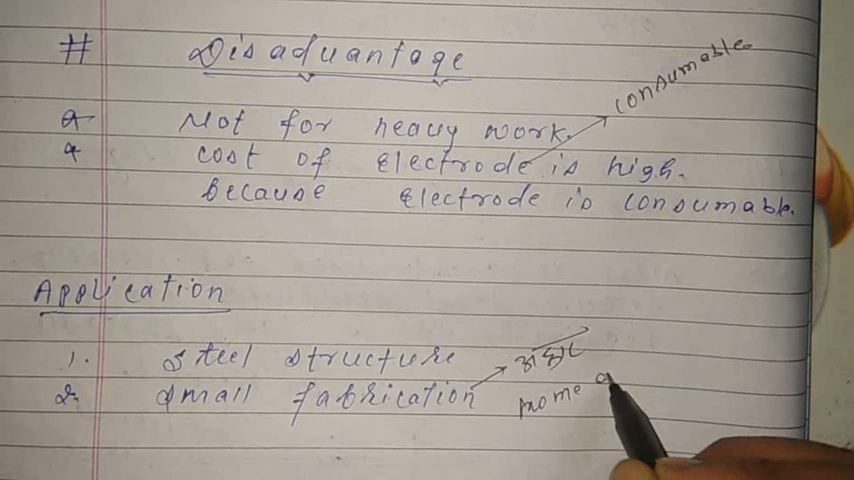 # Disadvantage
consumable
* Not for heavy work.
* cost of Electrode is high.
because Electrode is consumable.
Application
1. Steel structure
2. Small fabrication
home